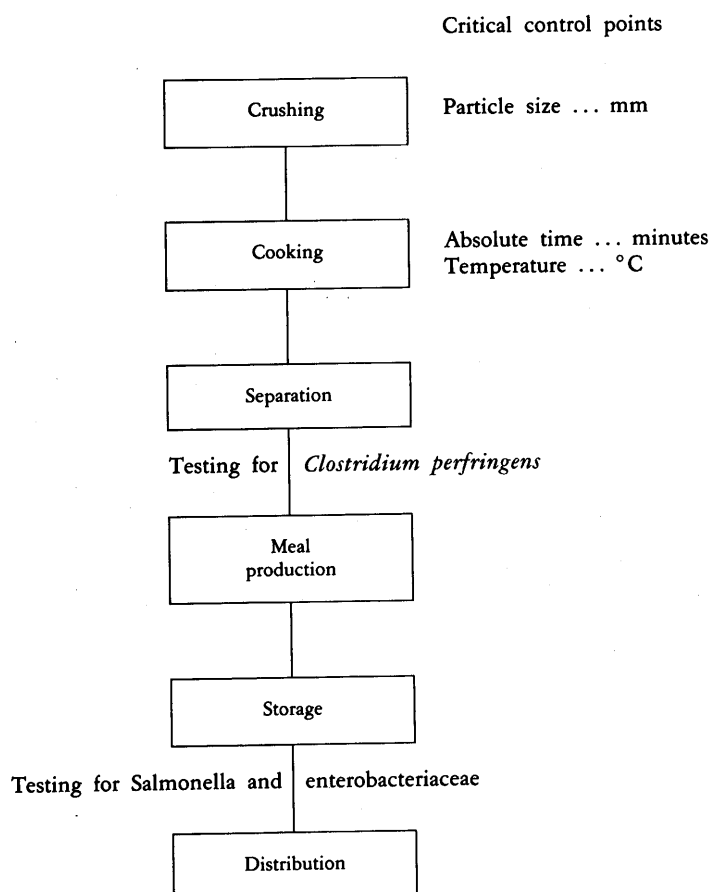 Critical control points
Crushing
Particle size ... mm
Cooking
Absolute time ... minutes
Temperature ... °C
Separation
Testing for Clostridium perfringens
Meal
production
Storage
Testing for Salmonella and enterobacteriaceae
Distribution